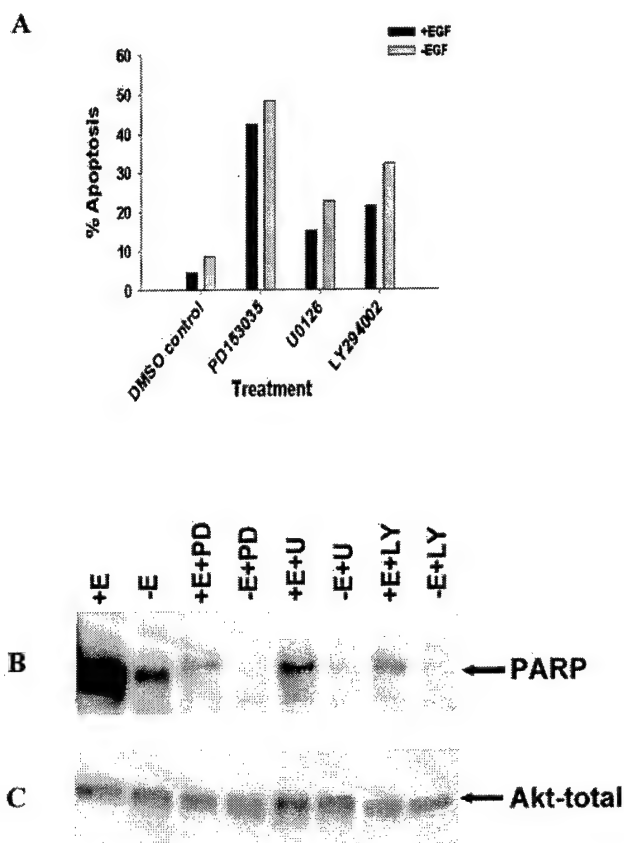 A
+EGF
-EGF
60
50
40
30
20
10
0
% Apoptosis
DMSO control
PD153035
U0126
LY294002
Treatment
+E
-E
+E+PD
-E+PD
+E+U
-E+U
+E+LY
-E+LY
B
PARP
C
Akt-total